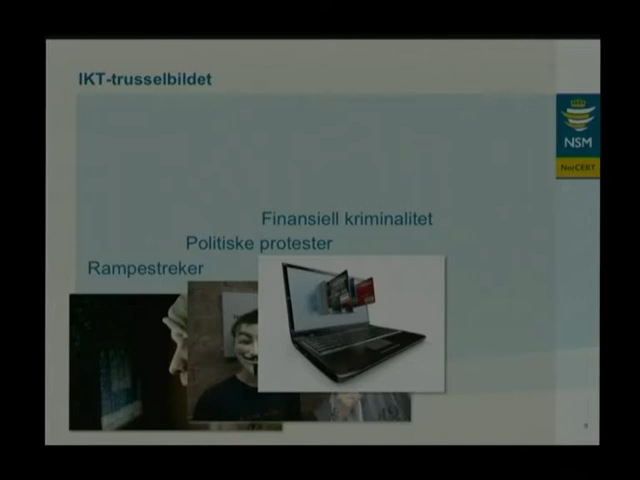 IKT-trusselbildet
NSM
NorCERT
Finansiell kriminalitet
Politiske protester
Rampestreker